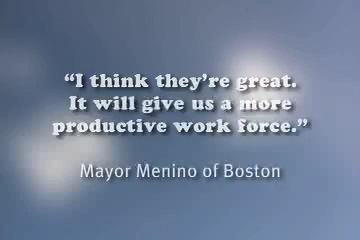 “I think they’re great.
It will give us a more
productive work force.”
Mayor Menino of Boston